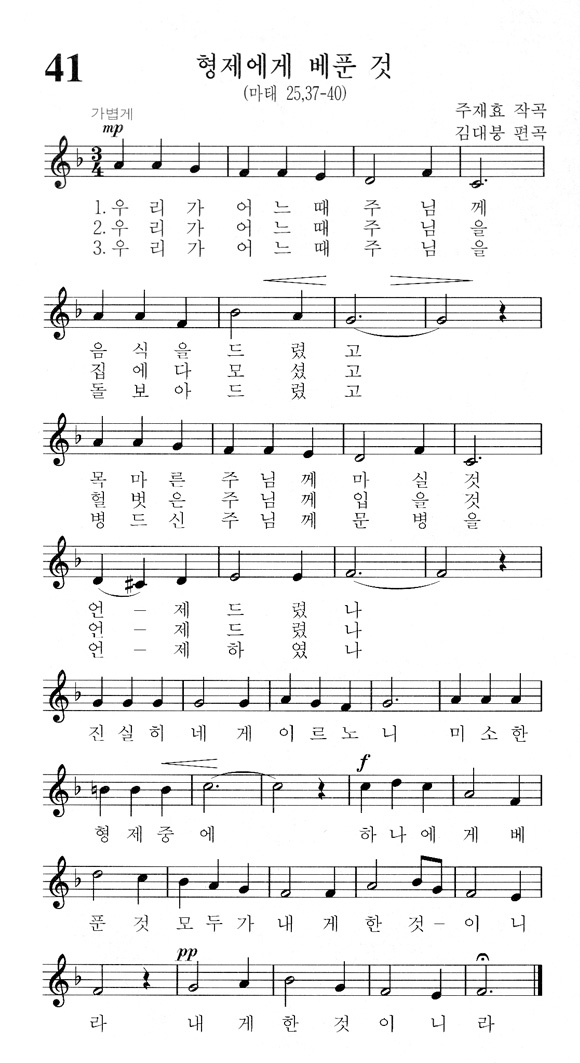 41 형제에게 베푼 것
(마태 25,37-40)
주재효 작곡
가볍게
김대붕 편곡
mp
3
4
1.우 리 가 어 느 때 주 님 께
2.우 리 가 어 느 때 주 님 을
3.우 리 가 어 느 때 주 님 을
음 식 을 드 렸 고
집 에 다 모 셨 고
돌 보 아 드 렸 고
목 마 른 주 님 께 마 실 것
헐 벗 은 주 님 께 입 을 것
병 드 신 주 님 께 문 병 을
언 - 제 드 렸 나
언 - 제 드 렸 나
언 - 제 하 였 나
진 실 히 네 게 이 르 노 니 미 소 한
f
형 제 중 에 하 나 에 게 베
푼 것 모 두 가 내 게 한 것 - 이 니
pp
라 내 게 한 것 이 니 라